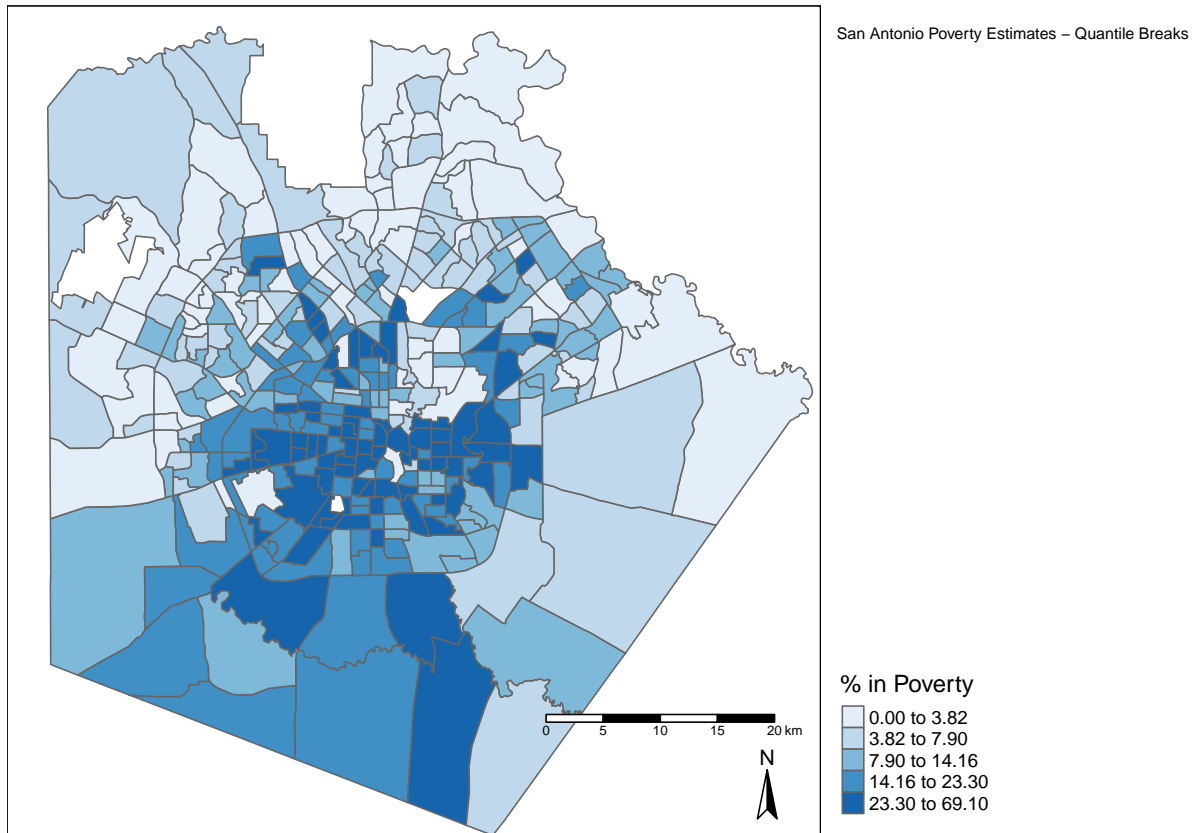 San Antonio Poverty Estimates – Quantile Breaks
% in Poverty
0.00 to 3.82
3.82 to 7.90
7.90 to 14.16
14.16 to 23.30
23.30 to 69.10
0 5 10 15 20 km
N